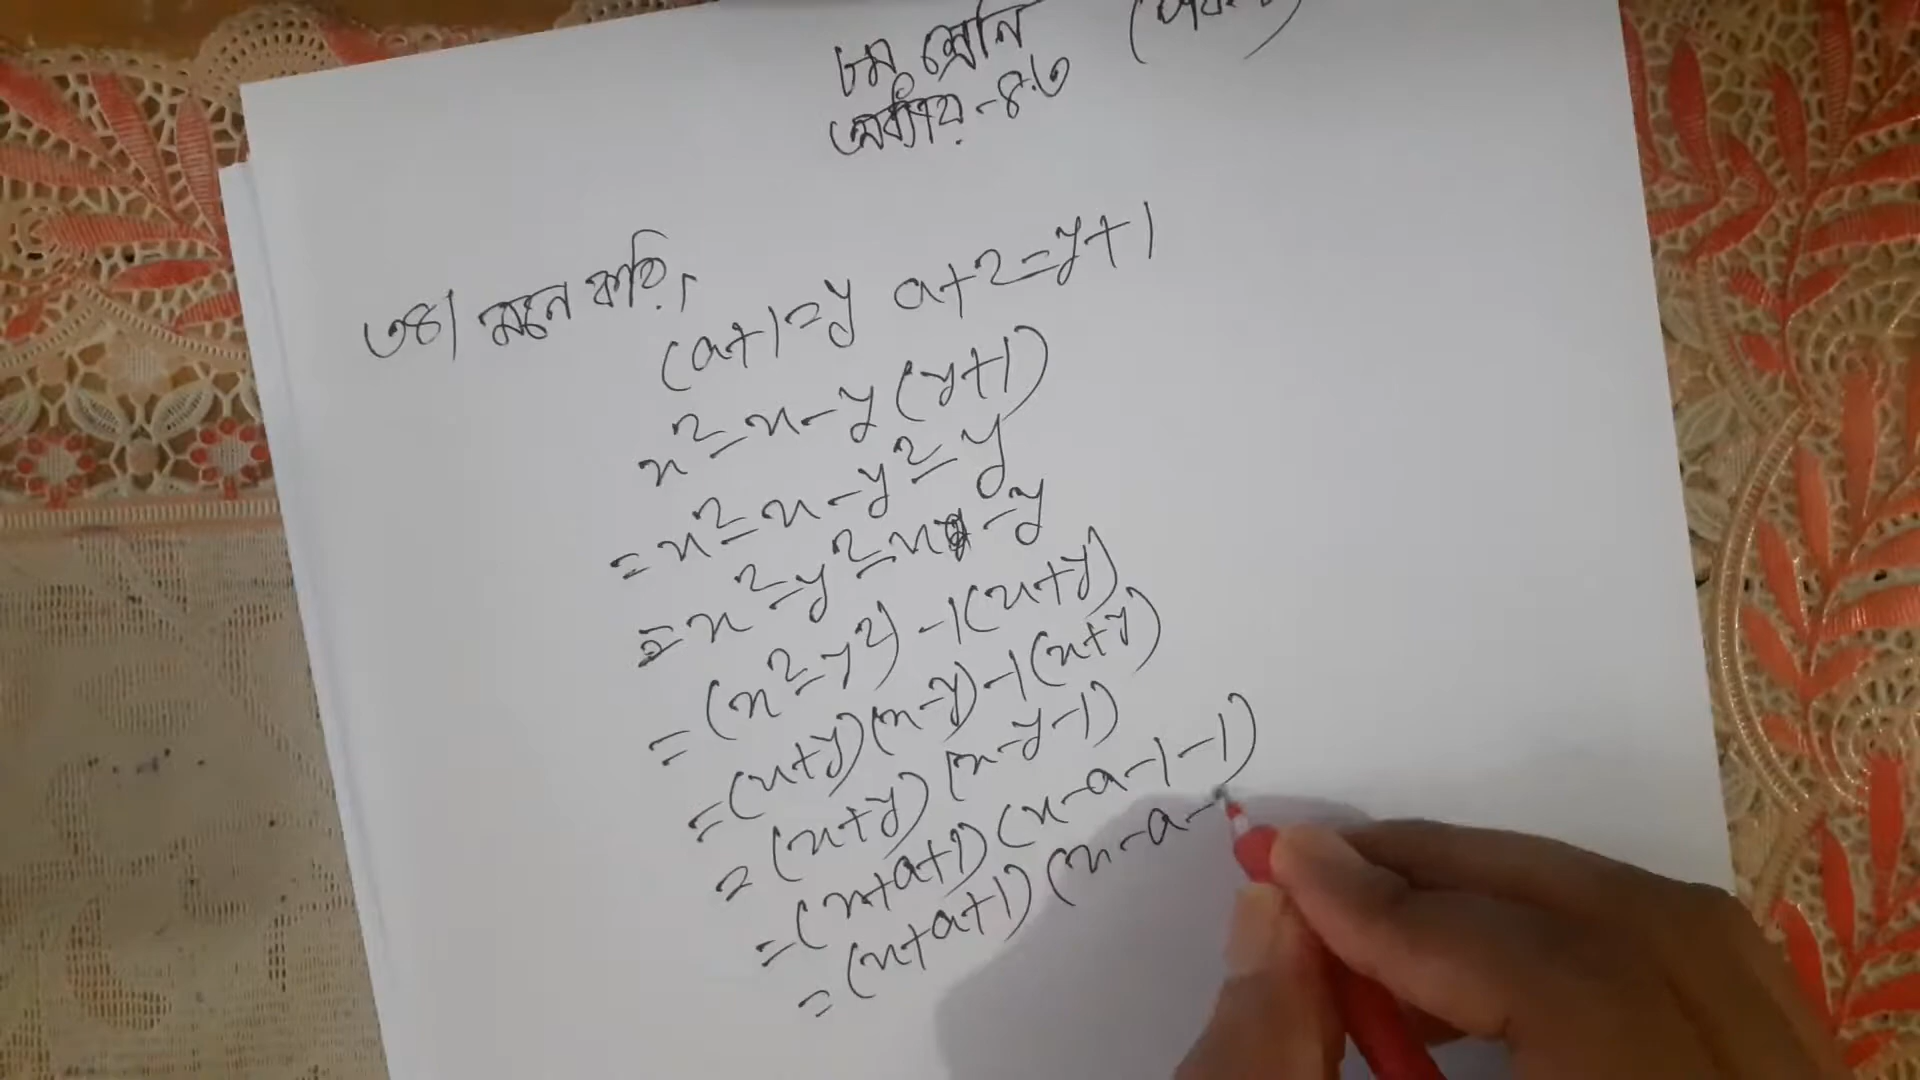 ৮ম শ্রেনি
অধ্যায়-৪.৩
৩৪। মনে করি,
(a+1=y a+2=y+1
x²-x-y(y+1)
=x²-x-y²-y
=x²-y²-x-y
=(x²-y²)-1(x+y)
=(x+y)(x-y)-1(x+y)
=(x+y)(x-y-1)
=(x+a+1)(x-a-1-1)
=(x+a+1)(x-a-